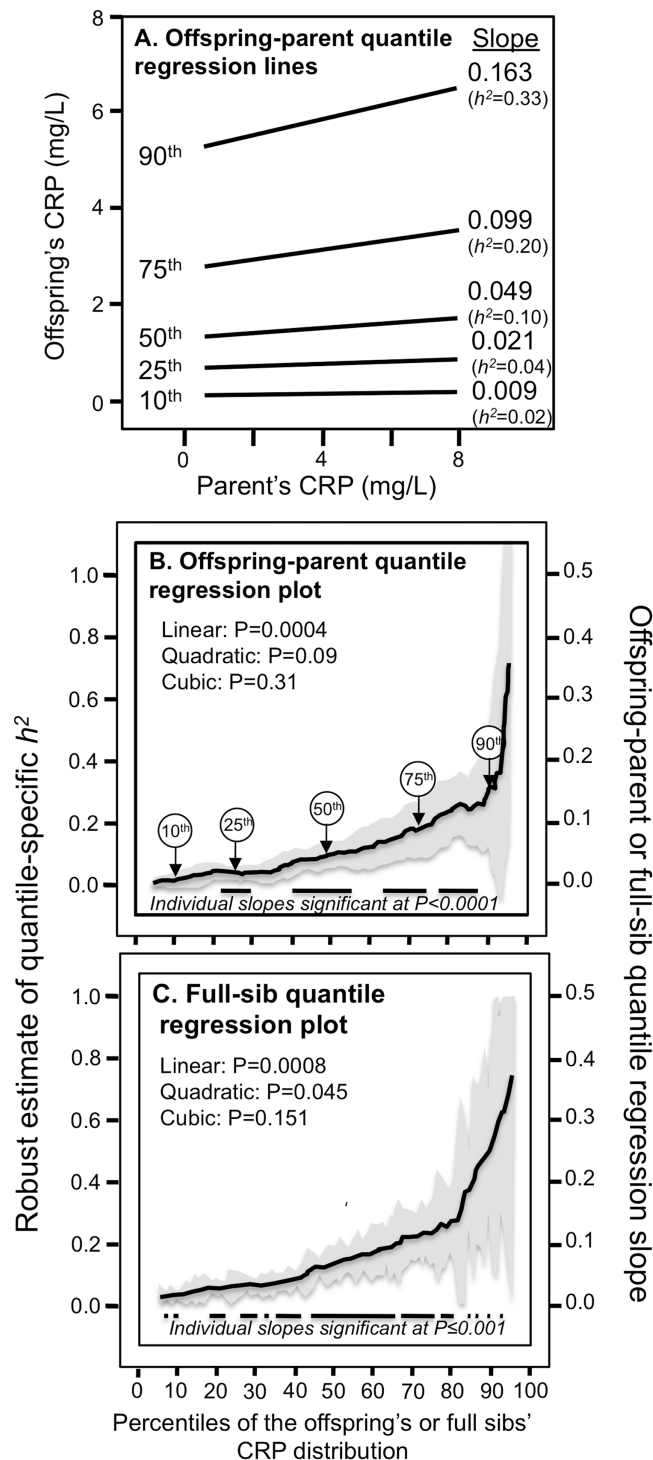 A. Offspring-parent quantile
regression lines
Slope
0.163
(h²=0.33)
0.099
(h²=0.20)
0.049
(h²=0.10)
0.021
(h²=0.04)
0.009
(h²=0.02)
90th
75th
50th
25th
10th
8
6
4
2
0
Offspring's CRP (mg/L)
0
4
8
Parent's CRP (mg/L)
B. Offspring-parent quantile
regression plot
Linear: P=0.0004
Quadratic: P=0.09
Cubic: P=0.31
10th
25th
50th
75th
90th
Individual slopes significant at P<0.0001
1.0
0.8
0.6
0.4
0.2
0.0
0.5
0.4
0.3
0.2
0.1
0.0
C. Full-sib quantile
regression plot
Linear: P=0.0008
Quadratic: P=0.045
Cubic: P=0.151
Individual slopes significant at P≤0.001
1.0
0.8
0.6
0.4
0.2
0.0
0.5
0.4
0.3
0.2
0.1
0.0
Robust estimate of quantile-specific h²
Offspring-parent or full-sib quantile regression slope
0 10 20 30 40 50 60 70 80 90 100
Percentiles of the offspring's or full sibs'
CRP distribution